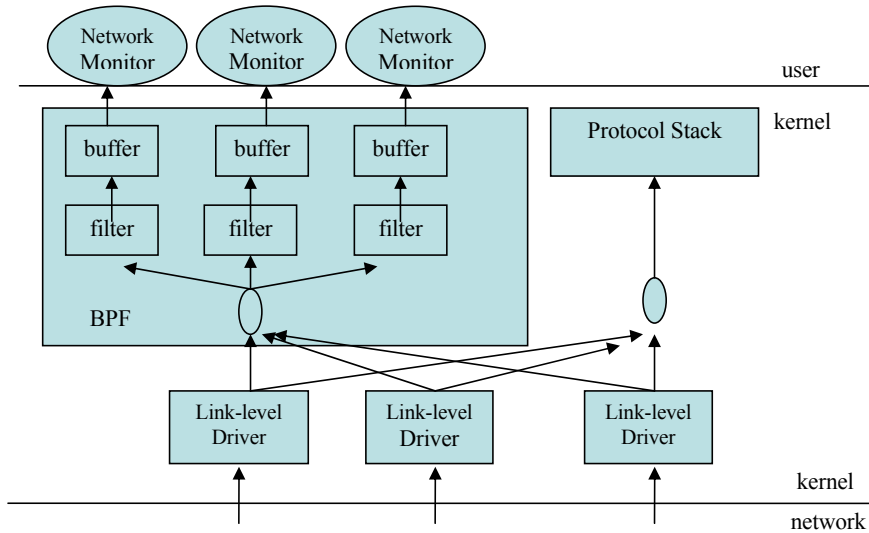 Network
Monitor
Network
Monitor
Network
Monitor
user
kernel
Protocol Stack
buffer
buffer
buffer
filter
filter
filter
BPF
Link-level
Driver
Link-level
Driver
Link-level
Driver
kernel
network